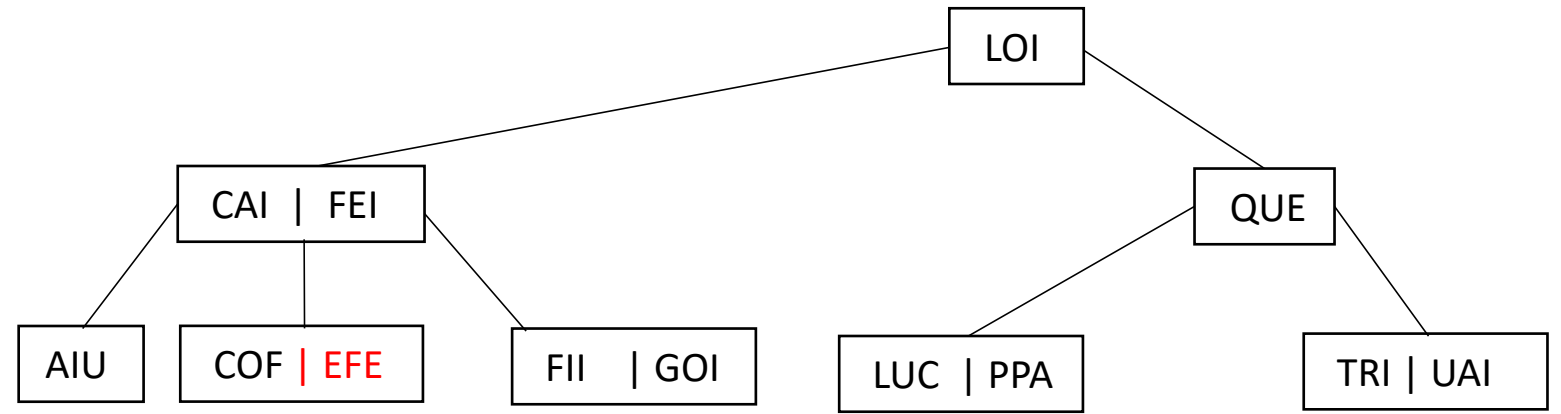 LOI
CAI | FEI
QUE
AIU
COF | EFE
FII | GOI
LUC | PPA
TRI | UAI